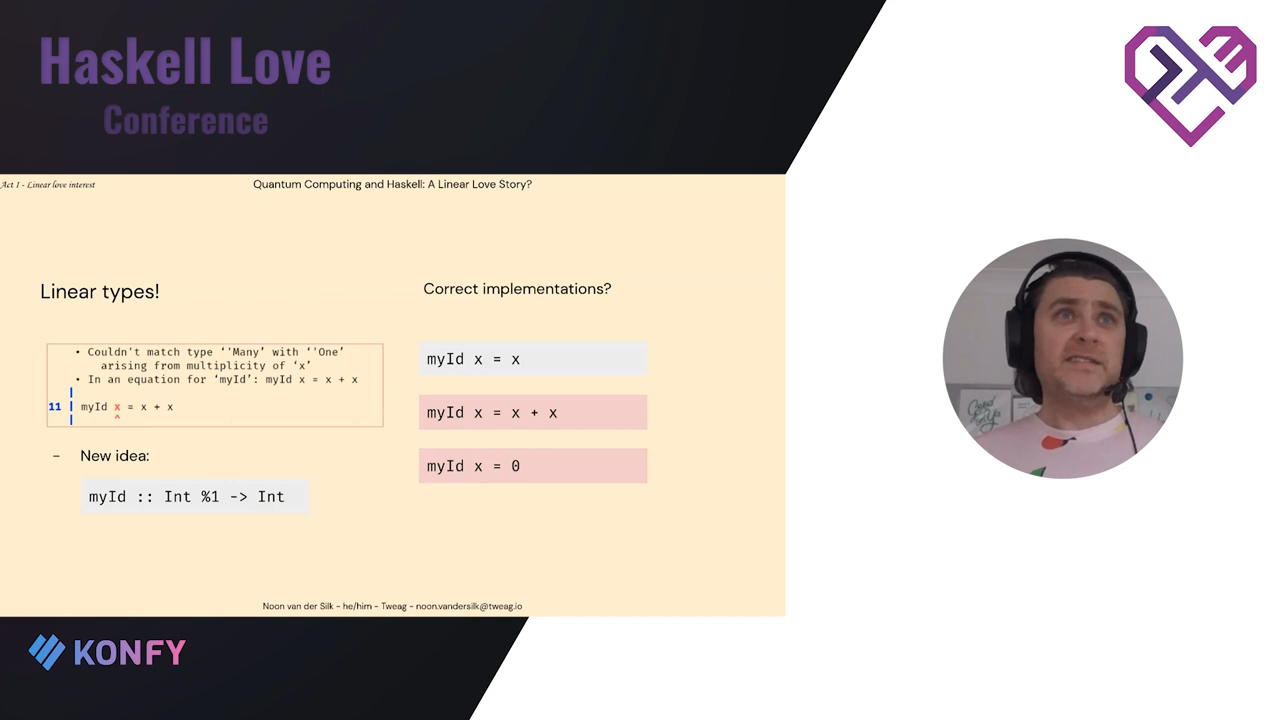 Haskell Love
Conference
Act I - Linear love interest
Quantum Computing and Haskell: A Linear Love Story?
Linear types!
• Couldn't match type ‘'Many’ with ‘'One’
arising from multiplicity of ‘x’
• In an equation for ‘myId’: myId x = x + x
|
11 | myId x = x + x
| ^
– New idea:
myId :: Int %1 -> Int
Correct implementations?
myId x = x
myId x = x + x
myId x = 0
Noon van der Silk - he/him - Tweag - noon.vandersilk@tweag.io
KONFY